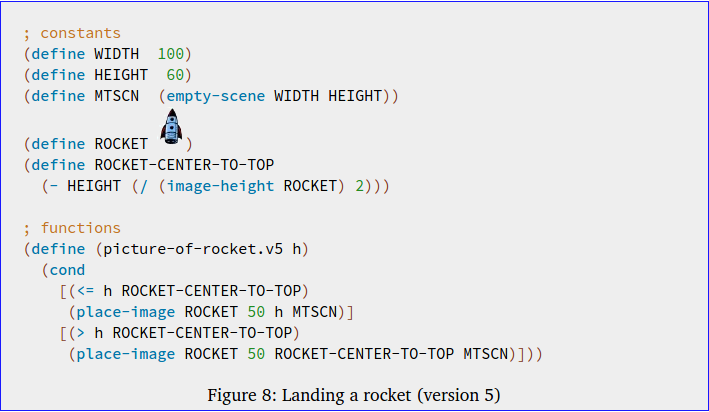 ; constants
(define WIDTH  100)
(define HEIGHT  60)
(define MTSCN  (empty-scene WIDTH HEIGHT))
(define ROCKET )
(define ROCKET-CENTER-TO-TOP
  (- HEIGHT (/ (image-height ROCKET) 2)))
; functions
(define (picture-of-rocket.v5 h)
  (cond
    [(<= h ROCKET-CENTER-TO-TOP)
     (place-image ROCKET 50 h MTSCN)]
    [(> h ROCKET-CENTER-TO-TOP)
     (place-image ROCKET 50 ROCKET-CENTER-TO-TOP MTSCN)]))
Figure 8: Landing a rocket (version 5)